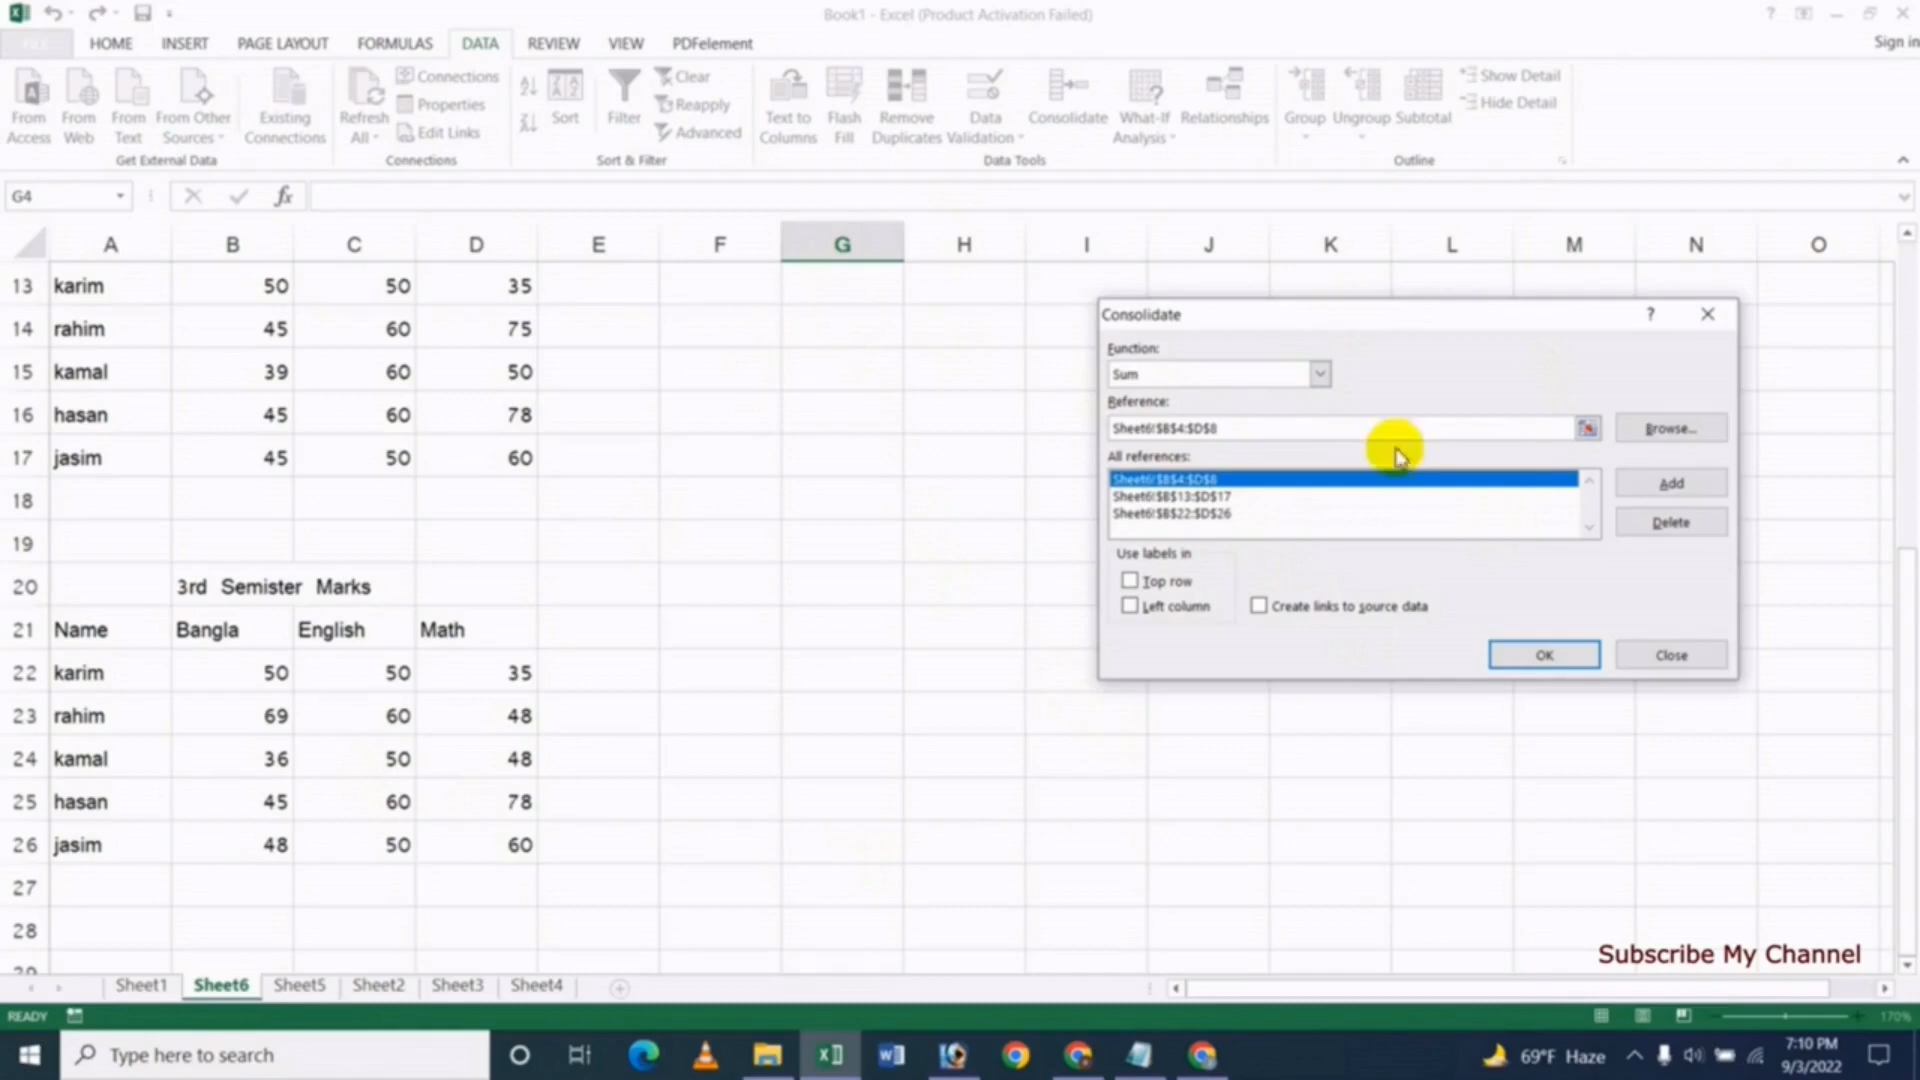 Book1 - Excel (Product Activation Failed)
HOME INSERT PAGE LAYOUT FORMULAS DATA REVIEW VIEW PDFelement Sign in
From Access From Web From Text From Other Sources Existing Connections Refresh All Connections Properties Edit Links Sort Filter Clear Reapply Advanced Text to Columns Flash Fill Remove Duplicates Data Validation Consolidate What-If Analysis Relationships Group Ungroup Subtotal Show Detail Hide Detail
Get External Data Connections Sort & Filter Data Tools Outline
G4 fx
A B C D E F G H I J K L M N O
13 karim 50 50 35
14 rahim 45 60 75
15 kamal 39 60 50
16 hasan 45 60 78
17 jasim 45 50 60
18
19
20 3rd Semister Marks
21 Name Bangla English Math
22 karim 50 50 35
23 rahim 69 60 48
24 kamal 36 50 48
25 hasan 45 60 78
26 jasim 48 50 60
27
28
29
Consolidate ?
Function:
Sum
Reference:
Sheet6!$B$4:$D$8 Browse...
All references:
Sheet6!$B$4:$D$8 Add
Sheet6!$B$13:$D$17
Sheet6!$B$22:$D$26 Delete
Use labels in
Top row
Left column Create links to source data
OK Close
Subscribe My Channel
Sheet1 Sheet6 Sheet5 Sheet2 Sheet3 Sheet4
READY 170%
Type here to search 69°F Haze 7:10 PM
9/3/2022